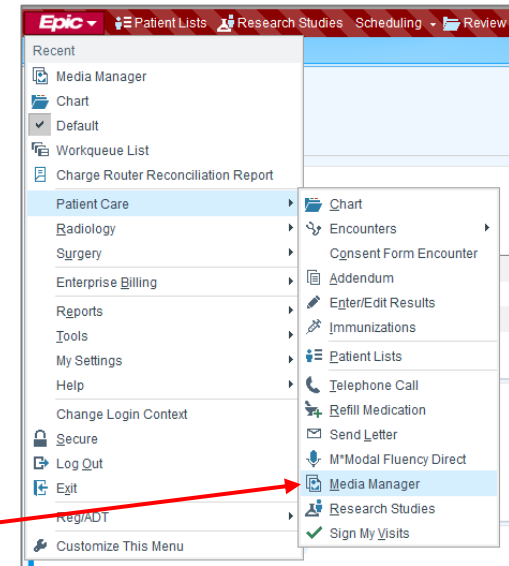 Epic Patient Lists Research Studies Scheduling Review
Recent
Media Manager
Chart
Default
Workqueue List
Charge Router Reconciliation Report
Patient Care
Radiology
Surgery
Enterprise Billing
Reports
Tools
My Settings
Help
Change Login Context
Secure
Log Out
Exit
Reg/ADT
Customize This Menu
Chart
Encounters
Consent Form Encounter
Addendum
Enter/Edit Results
Immunizations
Patient Lists
Telephone Call
Refill Medication
Send Letter
M*Modal Fluency Direct
Media Manager
Research Studies
Sign My Visits